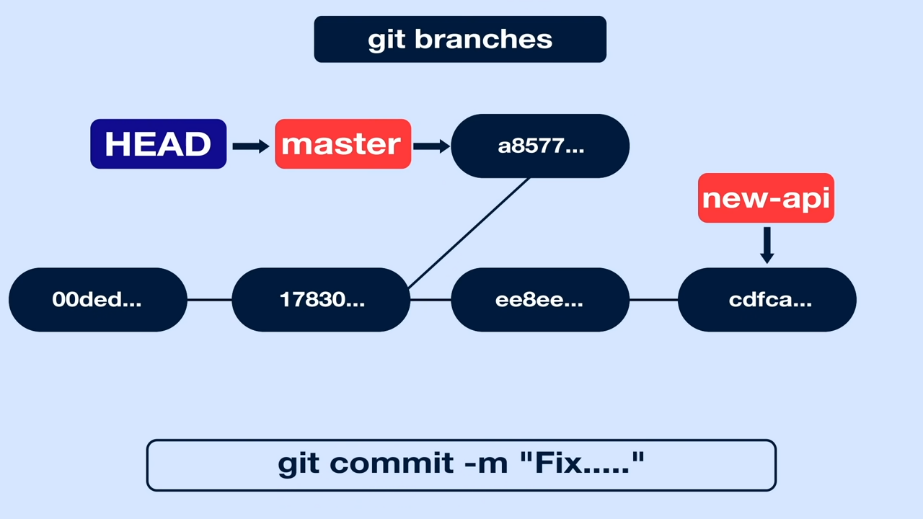 git branches
HEAD
master
a8577...
new-api
00ded...
17830...
ee8ee...
cdfca...
git commit -m "Fix....."